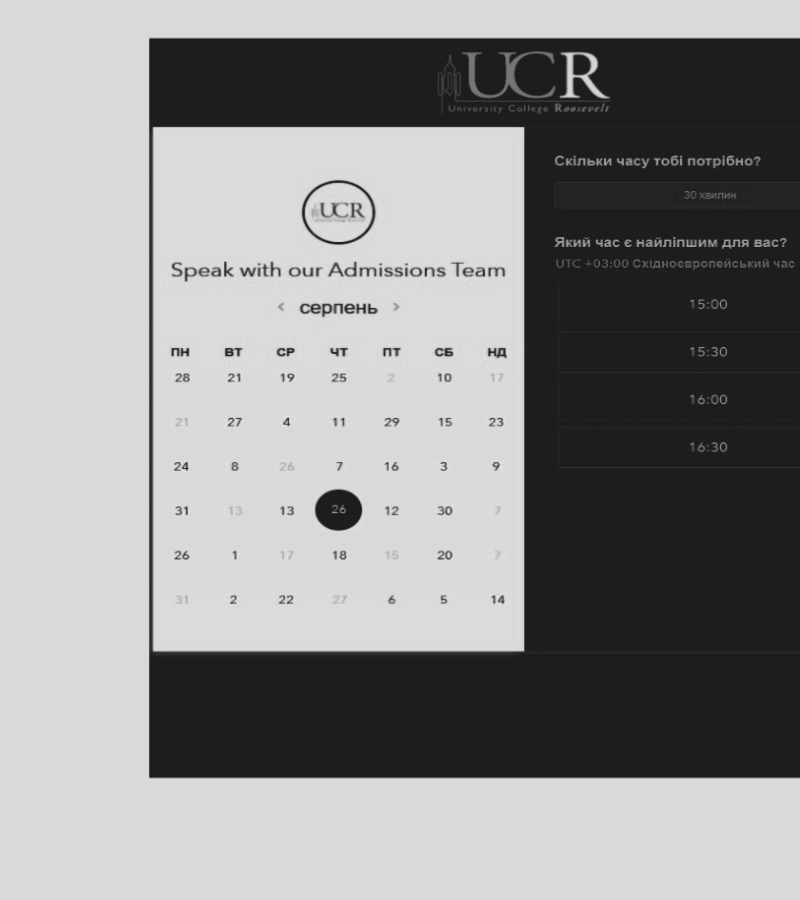 UCR
University College Roosevelt
UCR
Speak with our Admissions Team
< серпень >
ПН ВТ СР ЧТ ПТ СБ НД
28 21 19 25 2 10 17
21 27 4 11 29 15 23
24 8 26 7 16 3 9
31 13 13 26 12 30 7
26 1 17 18 15 20 7
31 2 22 27 6 5 14
Скільки часу тобі потрібно?
30 хвилин
Який час є найліпшим для вас?
UTC +03:00 Східноєвропейський час
15:00
15:30
16:00
16:30